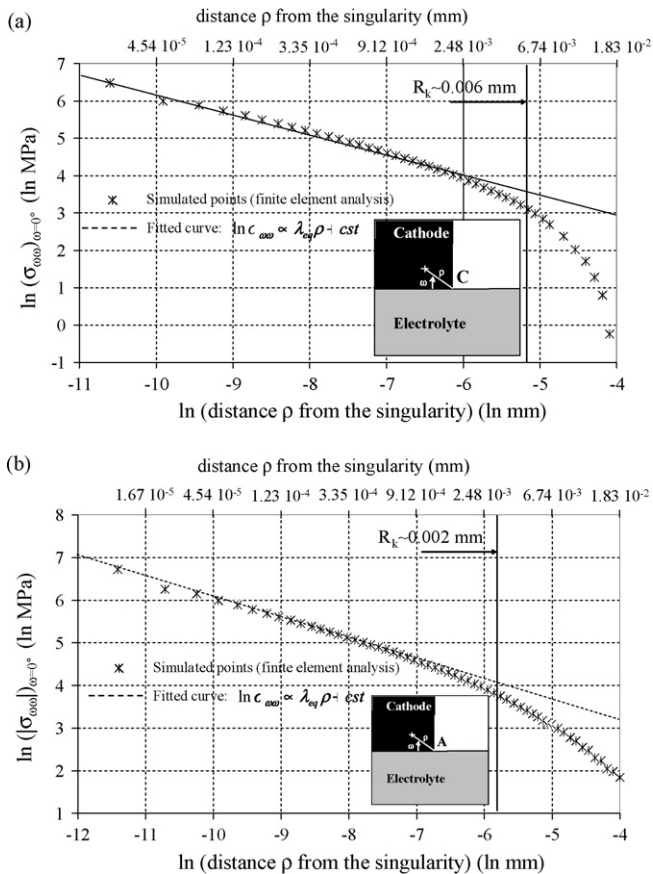 (a)
distance ρ from the singularity (mm)
4.54 10⁻⁵ 1.23 10⁻⁴ 3.35 10⁻⁴ 9.12 10⁻⁴ 2.48 10⁻³ 6.74 10⁻³ 1.83 10⁻²
7
6
5
4
3
2
1
0
-1
ln (σωω)ω=0° (ln MPa)
Rk~0.006 mm
Simulated points (finite element analysis)
Fitted curve: ln σωω ∝ λeq ρ + cst
Cathode
ρ
ω
C
Electrolyte
-11 -10 -9 -8 -7 -6 -5 -4
ln (distance ρ from the singularity) (ln mm)
(b)
distance ρ from the singularity (mm)
1.67 10⁻⁵ 4.54 10⁻⁵ 1.23 10⁻⁴ 3.35 10⁻⁴ 9.12 10⁻⁴ 2.48 10⁻³ 6.74 10⁻³ 1.83 10⁻²
8
7
6
5
4
3
2
1
ln (|σωω|)ω=0° (ln MPa)
Rk~0.002 mm
Simulated points (finite element analysis)
Fitted curve: ln σωω ∝ λeq ρ + cst
Cathode
ρ
ω
A
Electrolyte
-12 -11 -10 -9 -8 -7 -6 -5 -4
ln (distance ρ from the singularity) (ln mm)